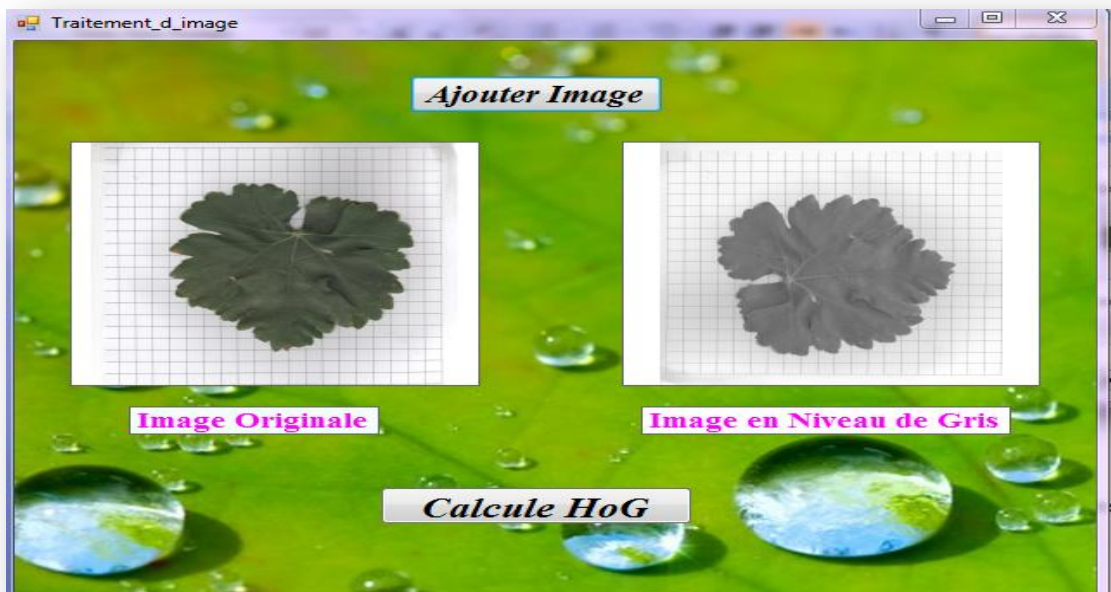 Traitement_d_image
Ajouter Image
Image Originale
Image en Niveau de Gris
Calcule HoG